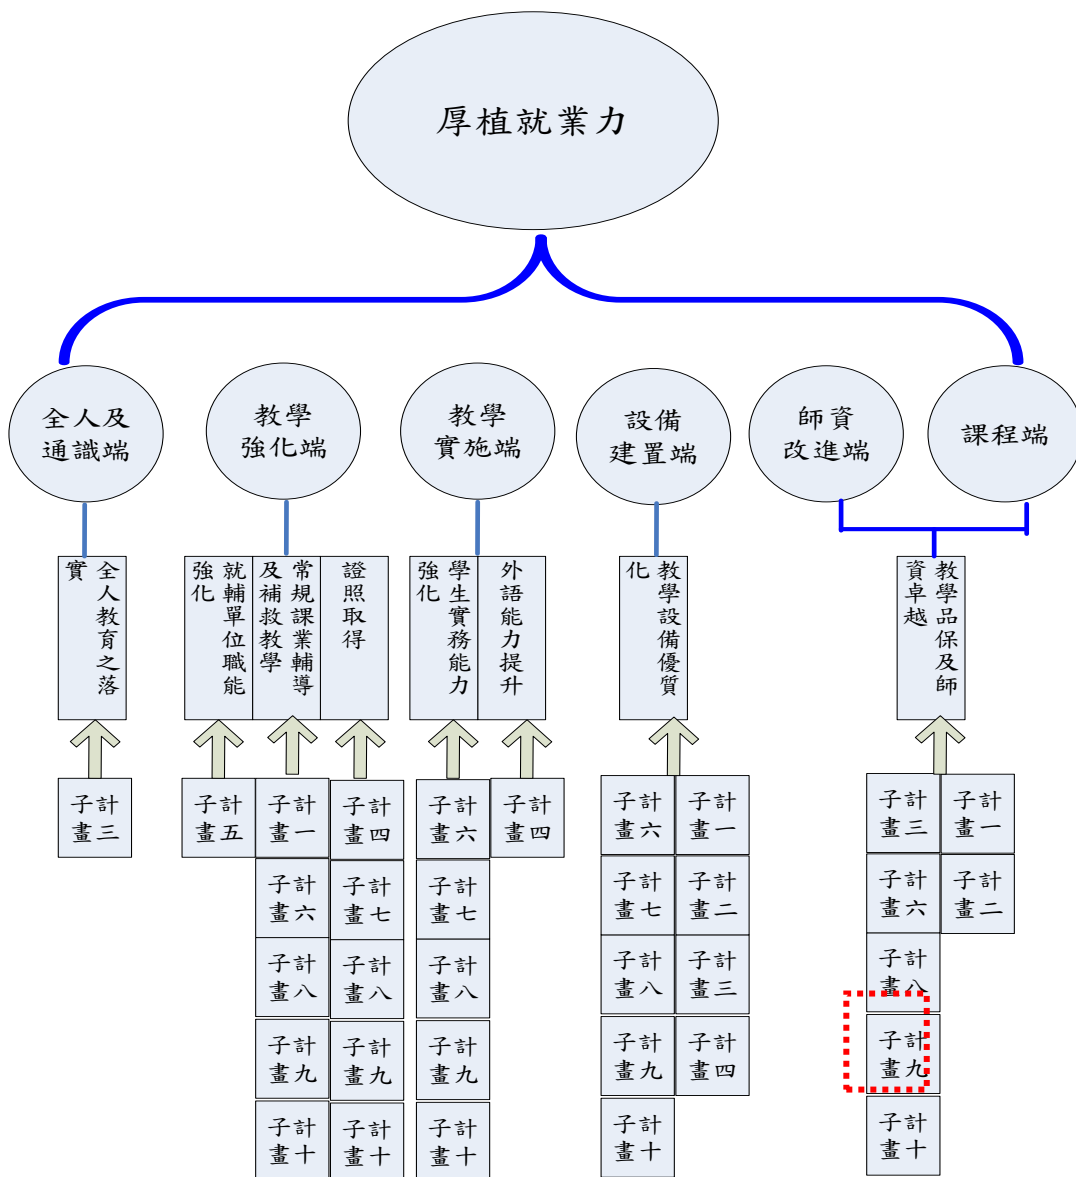 厚植就業力
全人及
通識端
教學
強化端
教學
實施端
設備
建置端
師資
改進端
課程端
全人教育之落
實
就輔單位職能
強化
常規課業輔導
及補救教學
證照取得
學生實務能力
強化
外語能力提升
教學設備優質
化
教學品保及師
資卓越
子計
畫三
子計
畫五
子計
畫一
子計
畫六
子計
畫八
子計
畫九
子計
畫十
子計
畫四
子計
畫七
子計
畫八
子計
畫九
子計
畫十
子計
畫六
子計
畫七
子計
畫八
子計
畫九
子計
畫十
子計
畫四
子計
畫六
子計
畫七
子計
畫八
子計
畫九
子計
畫十
子計
畫一
子計
畫二
子計
畫三
子計
畫四
子計
畫三
子計
畫六
子計
畫八
子計
畫九
子計
畫十
子計
畫一
子計
畫二